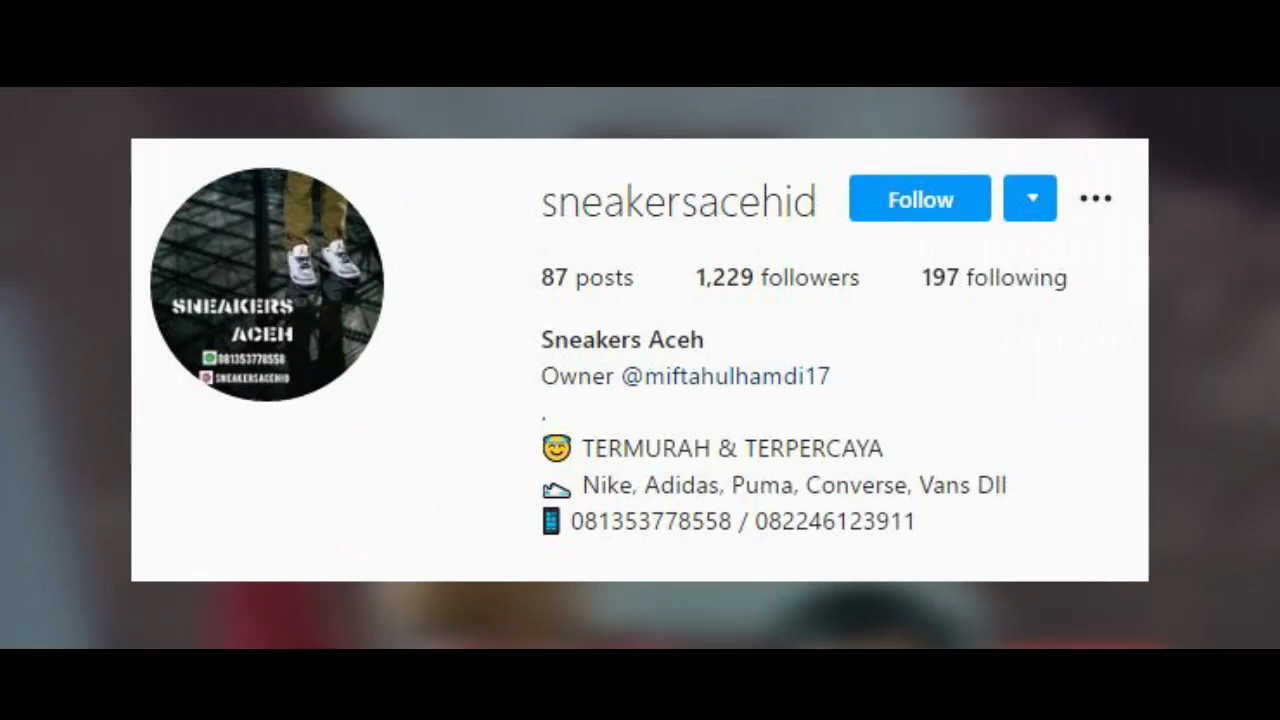 sneakersacehid Follow
87 posts 1,229 followers 197 following
Sneakers Aceh
Owner @miftahulhamdi17
.
😇 TERMURAH & TERPERCAYA
👟 Nike, Adidas, Puma, Converse, Vans Dll
📱 081353778558 / 082246123911
SNEAKERS
ACEH
081353778558
SNEAKERSACEHID